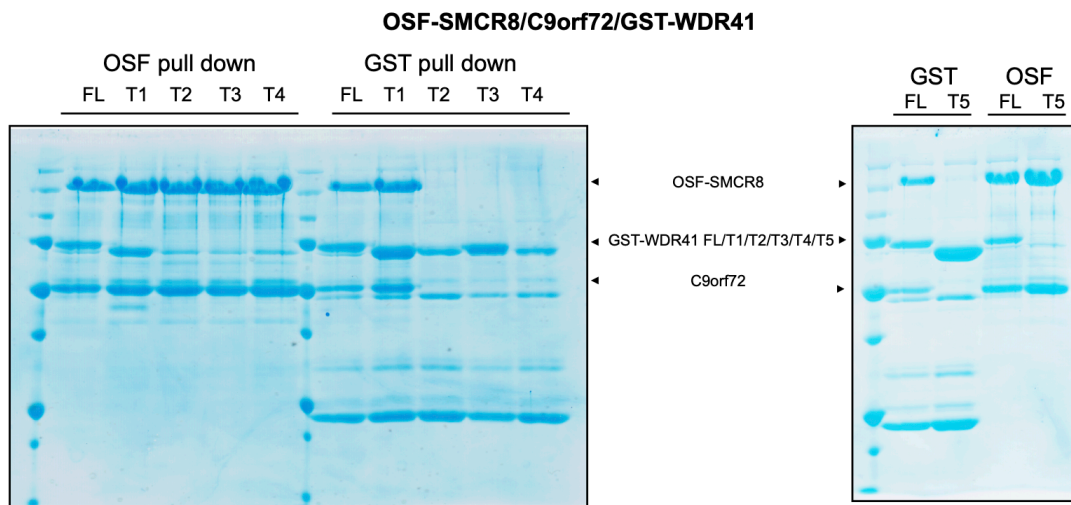 OSF-SMCR8/C9orf72/GST-WDR41
OSF pull down
GST pull down
FL T1 T2 T3 T4
FL T1 T2 T3 T4
GST OSF
FL T5 FL T5
OSF-SMCR8
GST-WDR41 FL/T1/T2/T3/T4/T5
C9orf72